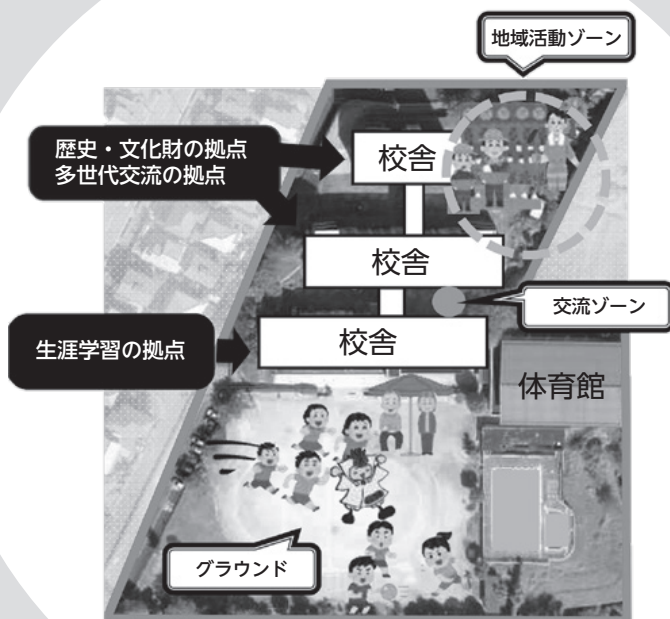 地域活動ゾーン
歴史・文化財の拠点
多世代交流の拠点
校舎
校舎
交流ゾーン
生涯学習の拠点
校舎
体育館
グラウンド